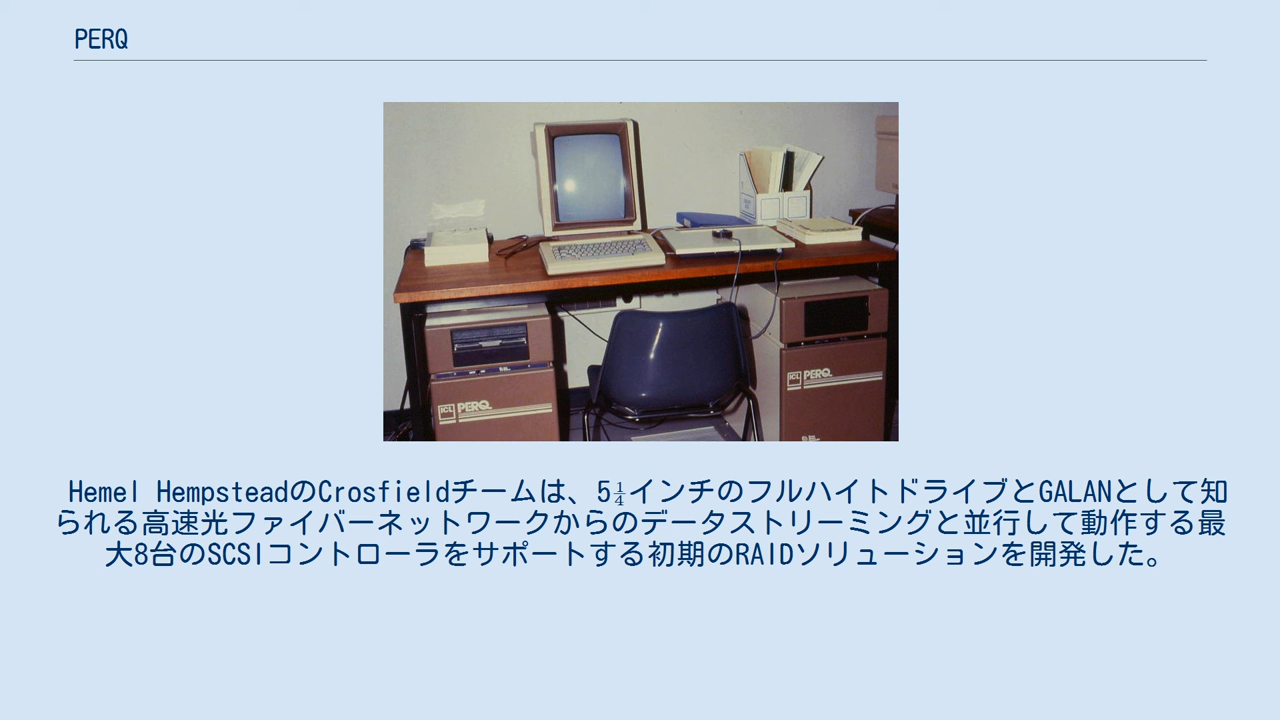 PERQ
ICL PERQ
ICL PERQ
Hemel HempsteadのCrosfieldチームは、5¼インチのフルハイトドライブとGALANとして知
られる高速光ファイバーネットワークからのデータストリーミングと並行して動作する最
大8台のSCSIコントローラをサポートする初期のRAIDソリューションを開発した。